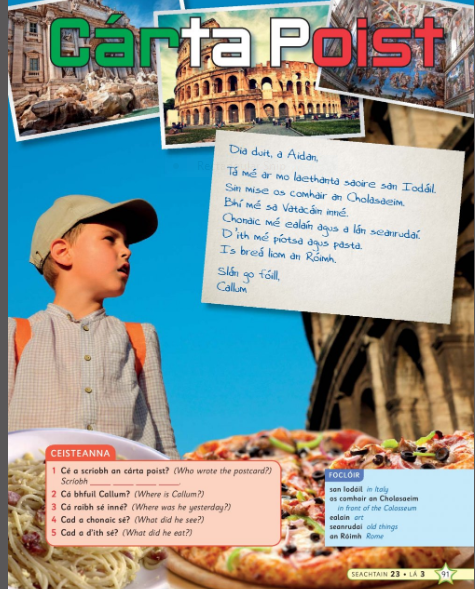 Cárta Poist
Dia duit, a Aidan,
Tá mé ar mo laethanta saoire san Iodáil.
Sin mise os comhair an Cholasaeim.
Bhí mé sa Vatacáin inné.
Chonaic mé ealaín agus a lán seanrudaí.
D'ith mé píotsa agus pasta.
Is breá liom an Róimh.
Slán go fóill,
Callum
CEISTEANNA
1 Cé a scríobh an cárta poist? (Who wrote the postcard?)
Scríobh ____ ____ ____ ____.
2 Cá bhfuil Callum? (Where is Callum?)
3 Cá raibh sé inné? (Where was he yesterday?)
4 Cad a chonaic sé? (What did he see?)
5 Cad a d'ith sé? (What did he eat?)
FOCLÓIR
san Iodáil in Italy
os comhair an Cholasaeim
in front of the Colosseum
ealaín art
seanrudaí old things
an Róimh Rome
SEACHTAIN 23 • LÁ 3 91